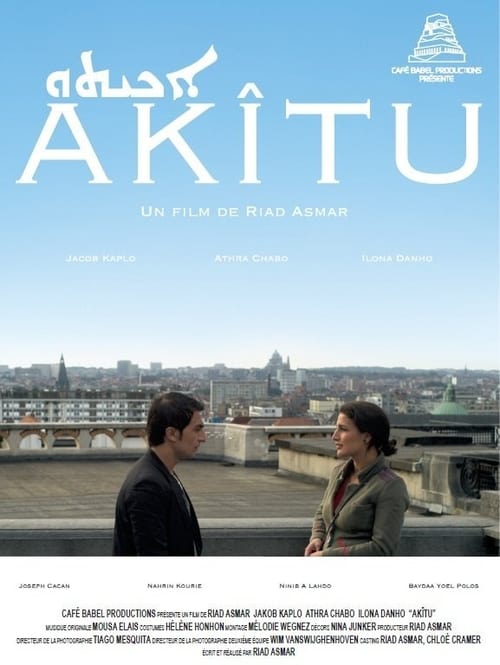 CAFÉ BABEL PRODUCTIONS
PRÉSENTE
ܐܟܝܬܘ
AKÎTU
UN FILM DE RIAD ASMAR
JACOB KAPLO ATHRA CHABO ILONA DANHO
JOSEPH CACAN NAHRIN KOURIE NINIB A LAHDO BAYDAA YOEL POLOS
CAFÉ BABEL PRODUCTIONS PRÉSENTE UN FILM DE RIAD ASMAR JAKOB KAPLO ATHRA CHABO ILONA DANHO "AKÎTU"
MUSIQUE ORIGINALE MOUSA ELAIS COSTUMES HÉLÈNE HONHON MONTAGE MÉLODIE WEGNEZ DÉCORS NINA JUNKER PRODUCTEUR RIAD ASMAR
DIRECTEUR DE LA PHOTOGRAPHIE TIAGO MESQUITA DIRECTEUR DE LA PHOTOGRAPHIE DEUXIÈME ÉQUIPE WIM VANSWIJGHENHOVEN CASTING RIAD ASMAR, CHLOÉ CRAMER
ÉCRIT ET RÉALISÉ PAR RIAD ASMAR